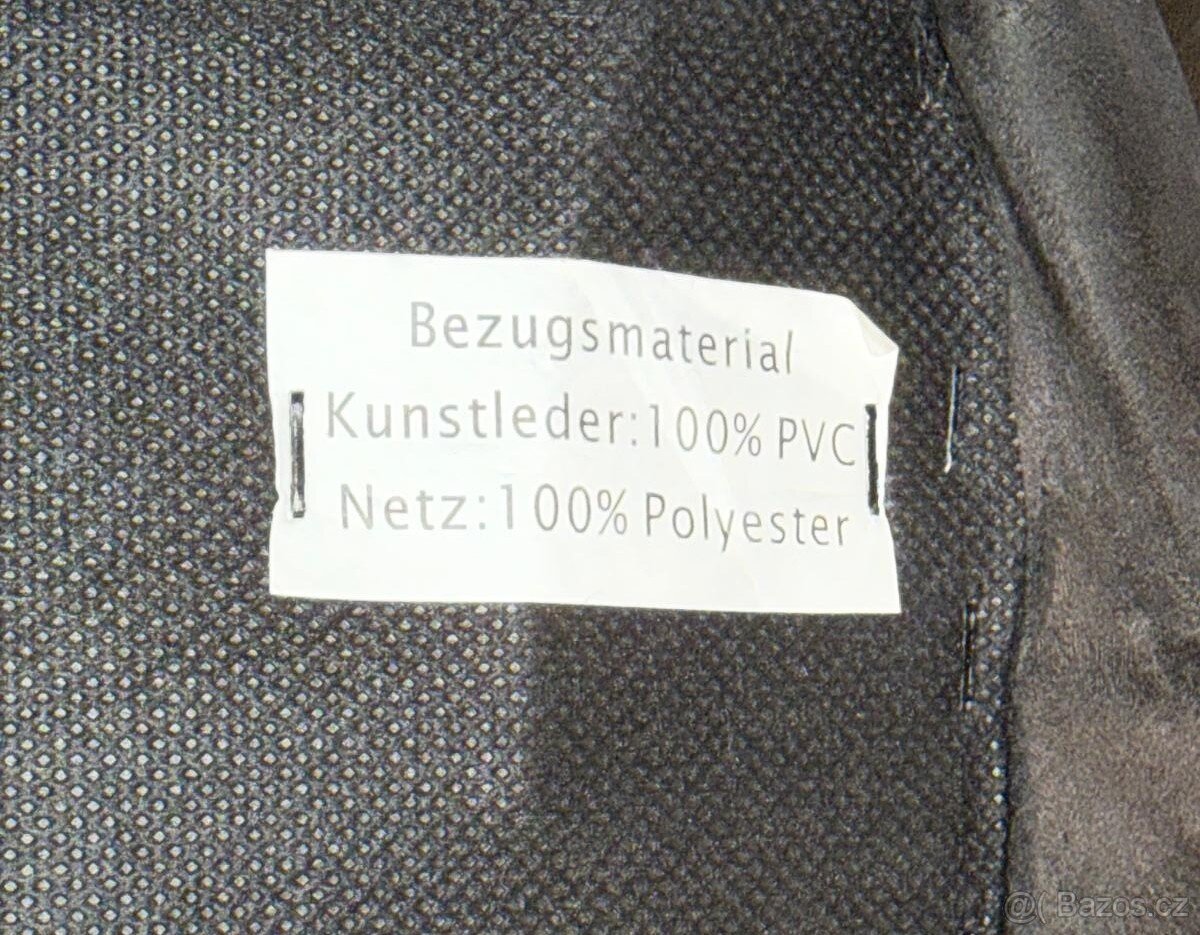 Bezugsmaterial
Kunstleder:100% PVC
Netz:100% Polyester
@( Bazos.cz